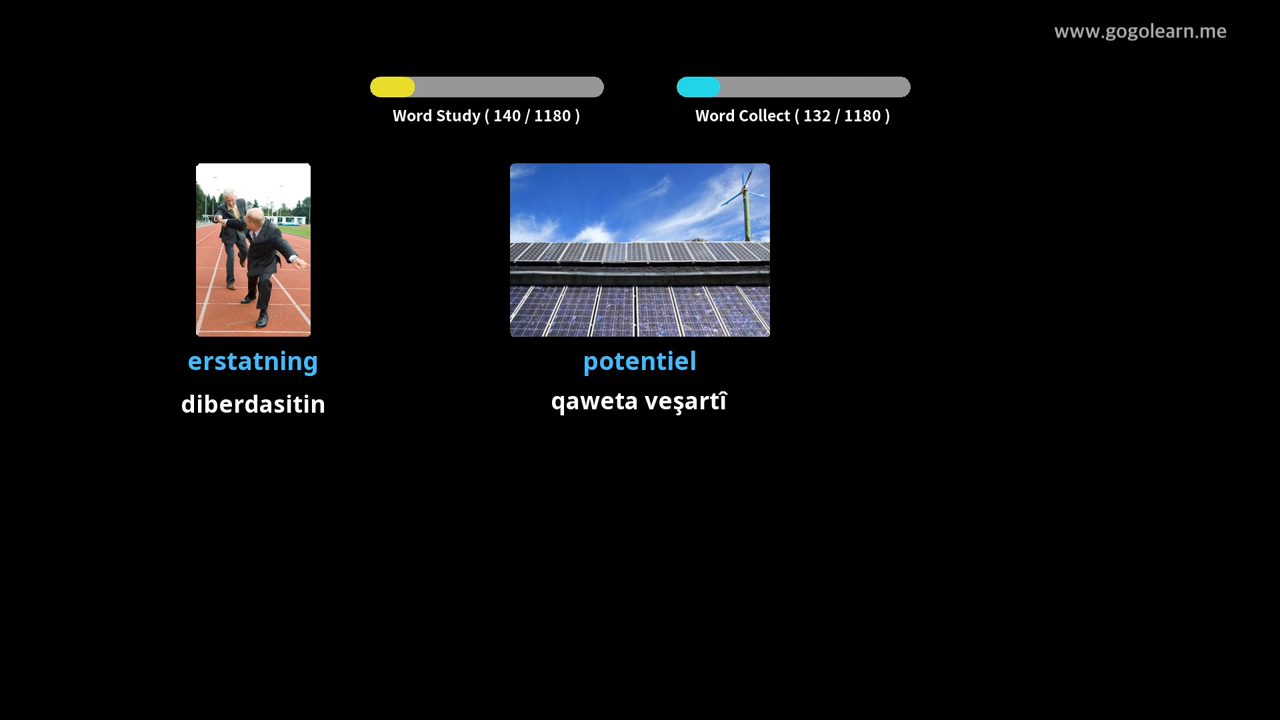 www.gogolearn.me
Word Study ( 140 / 1180 )
Word Collect ( 132 / 1180 )
erstatning
potentiel
diberdasitin
qaweta veşartî